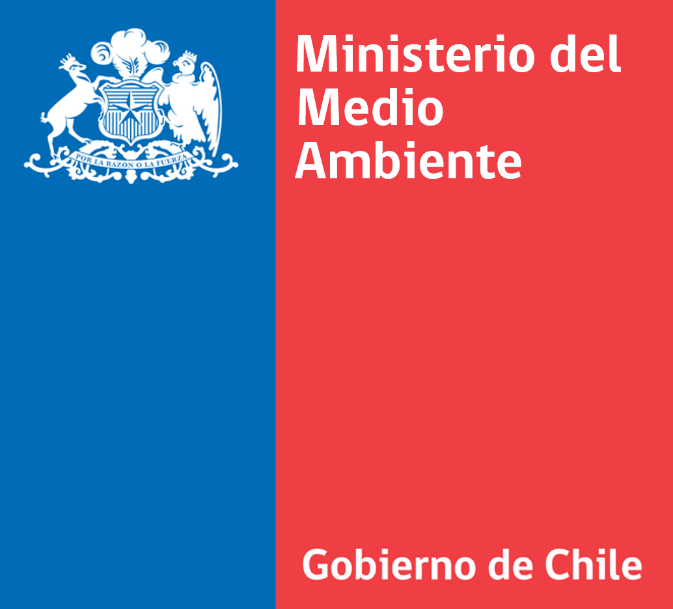 POR LA RAZON O LA FUERZA
Ministerio del
Medio
Ambiente
Gobierno de Chile